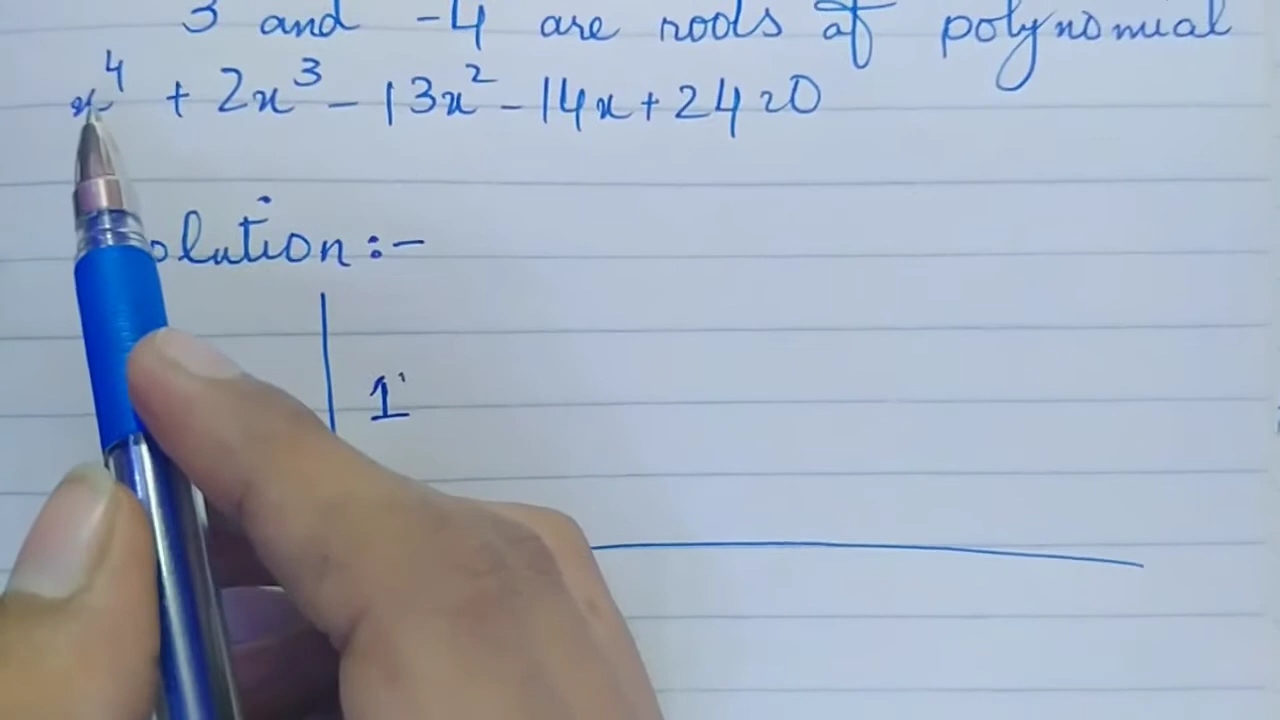 3 and -4 are roots of polynomial
x⁴ + 2x³ - 13x² - 14x + 24 = 0
olution :-
1